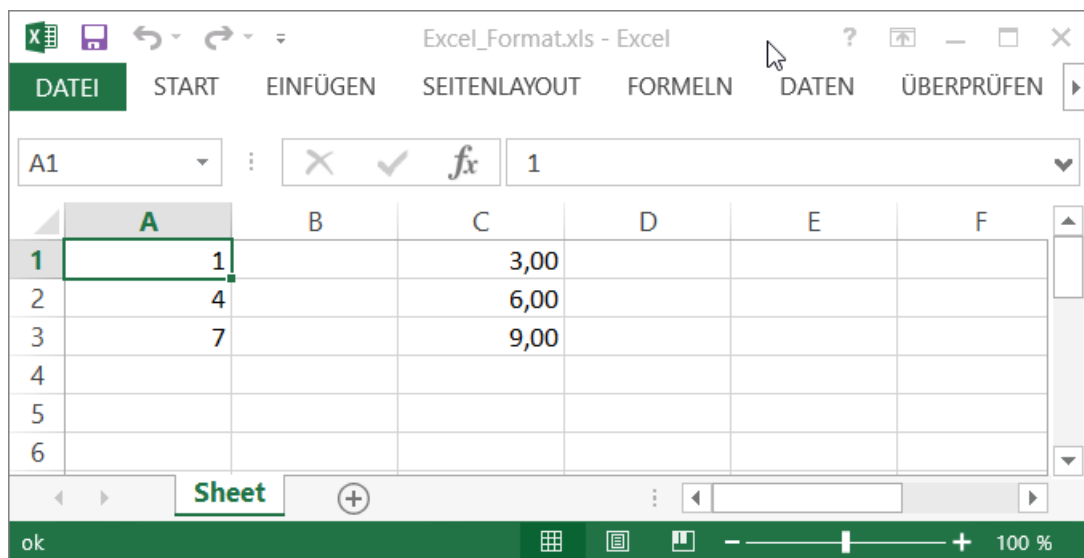 Excel_Format.xls - Excel ?
DATEI START EINFÜGEN SEITENLAYOUT FORMELN DATEN ÜBERPRÜFEN
A1 fx 1
A B C D E F
1 1 3,00
2 4 6,00
3 7 9,00
4
5
6
Sheet
ok 100 %